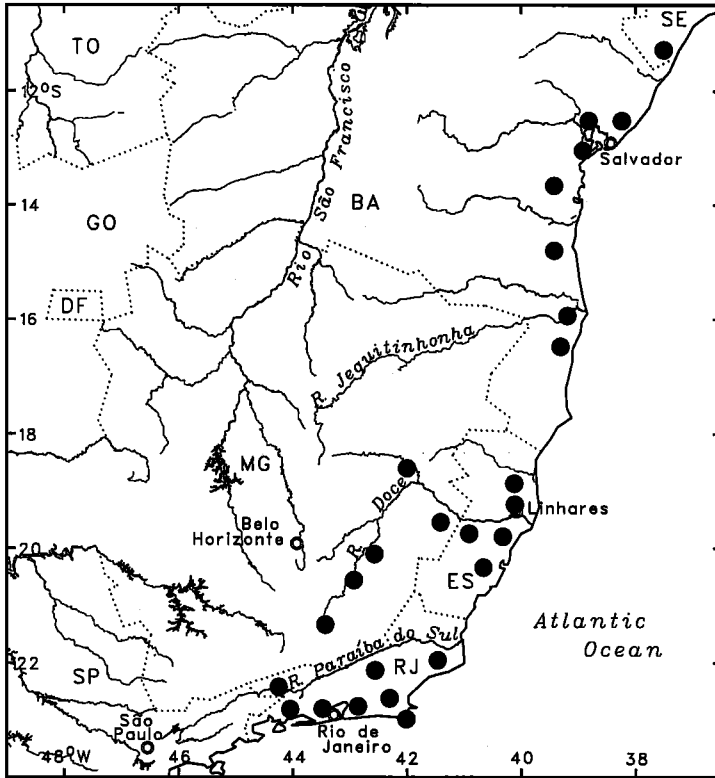 SE
TO
12ºS
Salvador
Rio São Francisco
BA
14
GO
DF
16
R. Jequitinhonha
18
MG
R. Doce
Linhares
Belo
Horizonte
20
ES
Atlantic
Ocean
R. Paraíba do Sul
22
SP
RJ
São
Paulo
Rio de
Janeiro
48ºW
46
44
42
40
38